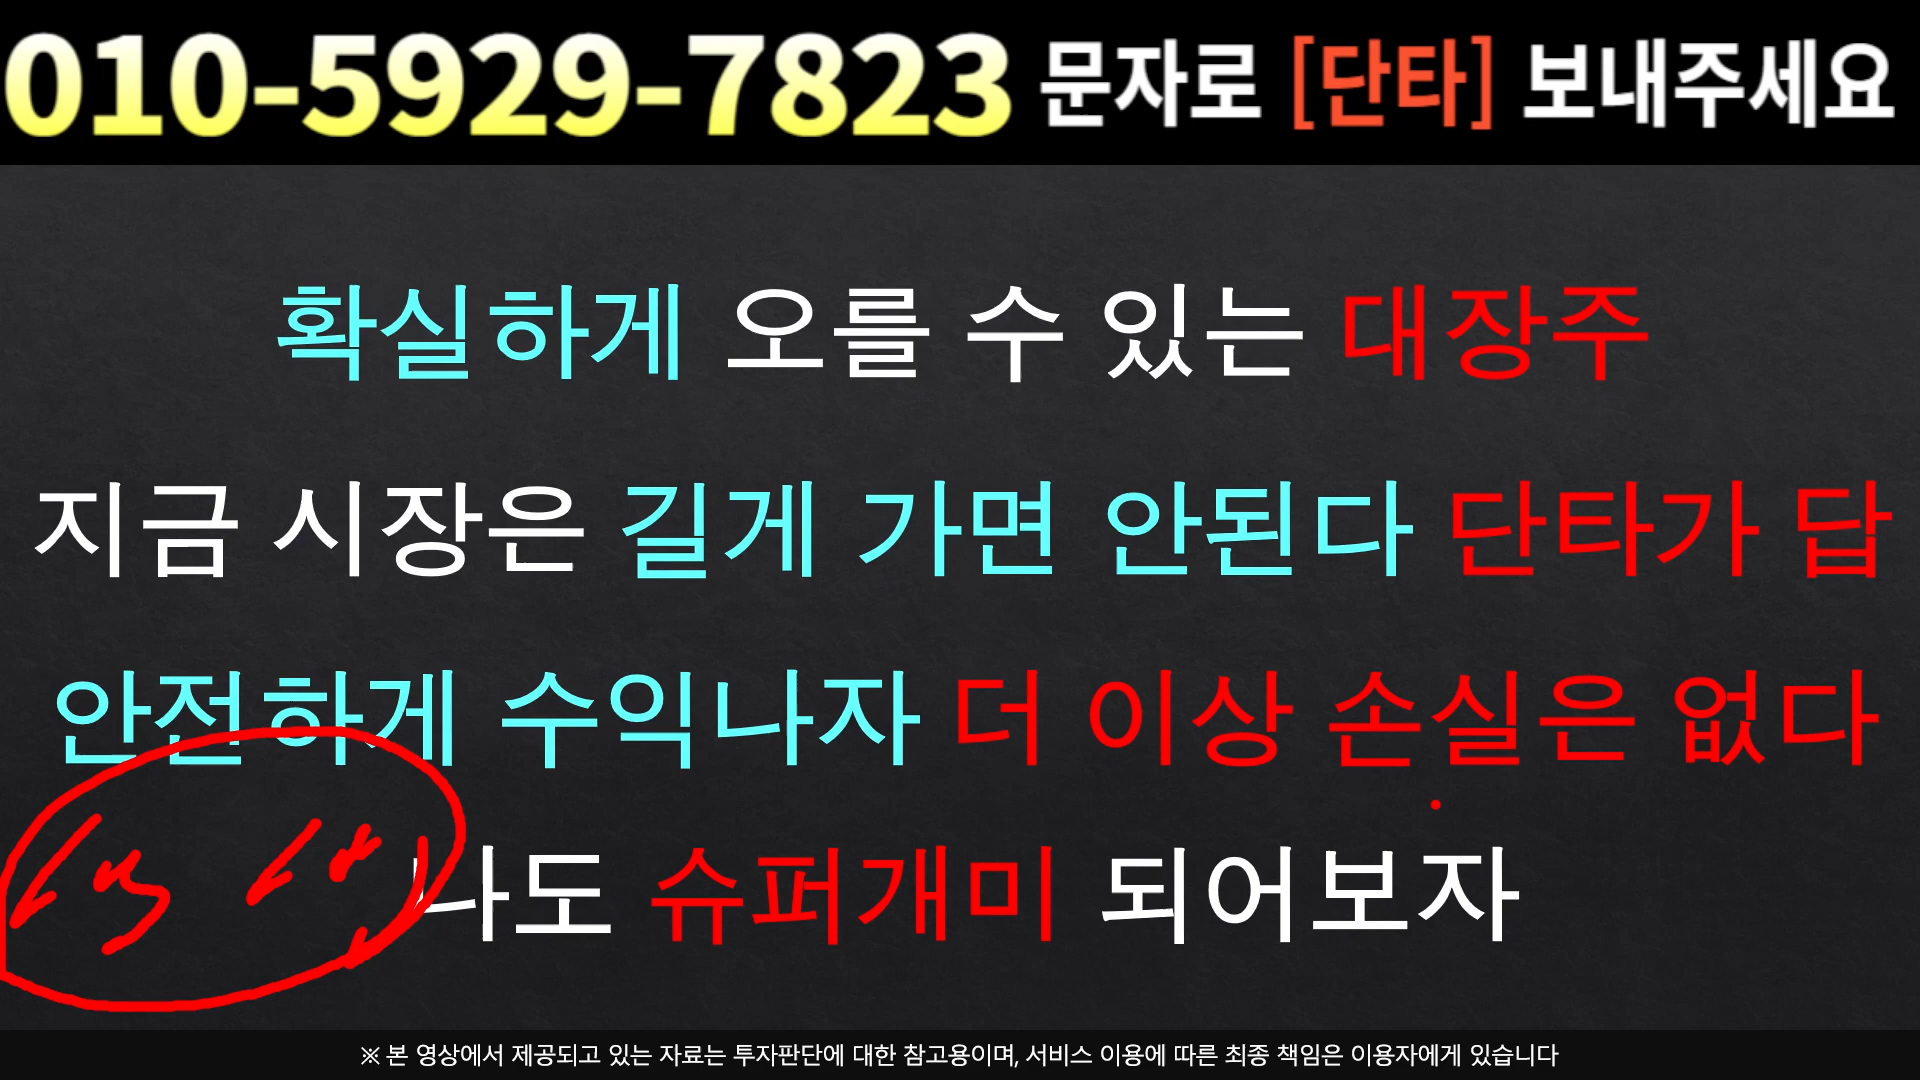 010-5929-7823 문자로 [단타] 보내주세요
확실하게 오를 수 있는 대장주
지금 시장은 길게 가면 안된다 단타가 답
안전하게 수익나자 더 이상 손실은 없다
나도 슈퍼개미 되어보자
※ 본 영상에서 제공되고 있는 자료는 투자판단에 대한 참고용이며, 서비스 이용에 따른 최종 책임은 이용자에게 있습니다